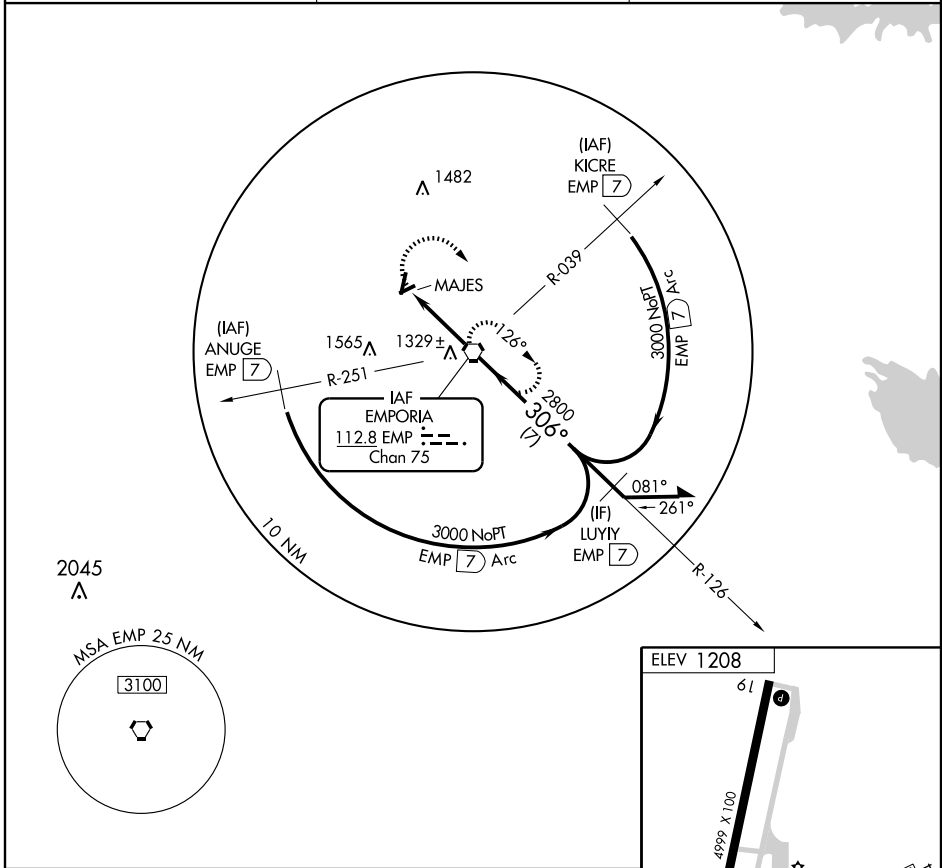 1482
(IAF)
KICRE
EMP 7
R-039
MAJES
3000 NoPT
EMP 7 Arc
(IAF)
ANUGE
EMP 7
1565
1329±
126°
R-251
IAF
EMPORIA
112.8 EMP
Chan 75
2800
306°
(7)
081°
261°
(IF)
LUYIY
EMP 7
3000 NoPT
EMP 7 Arc
10 NM
R-126
2045
MSA EMP 25 NM
3100
ELEV 1208
19
P
4999 X 100